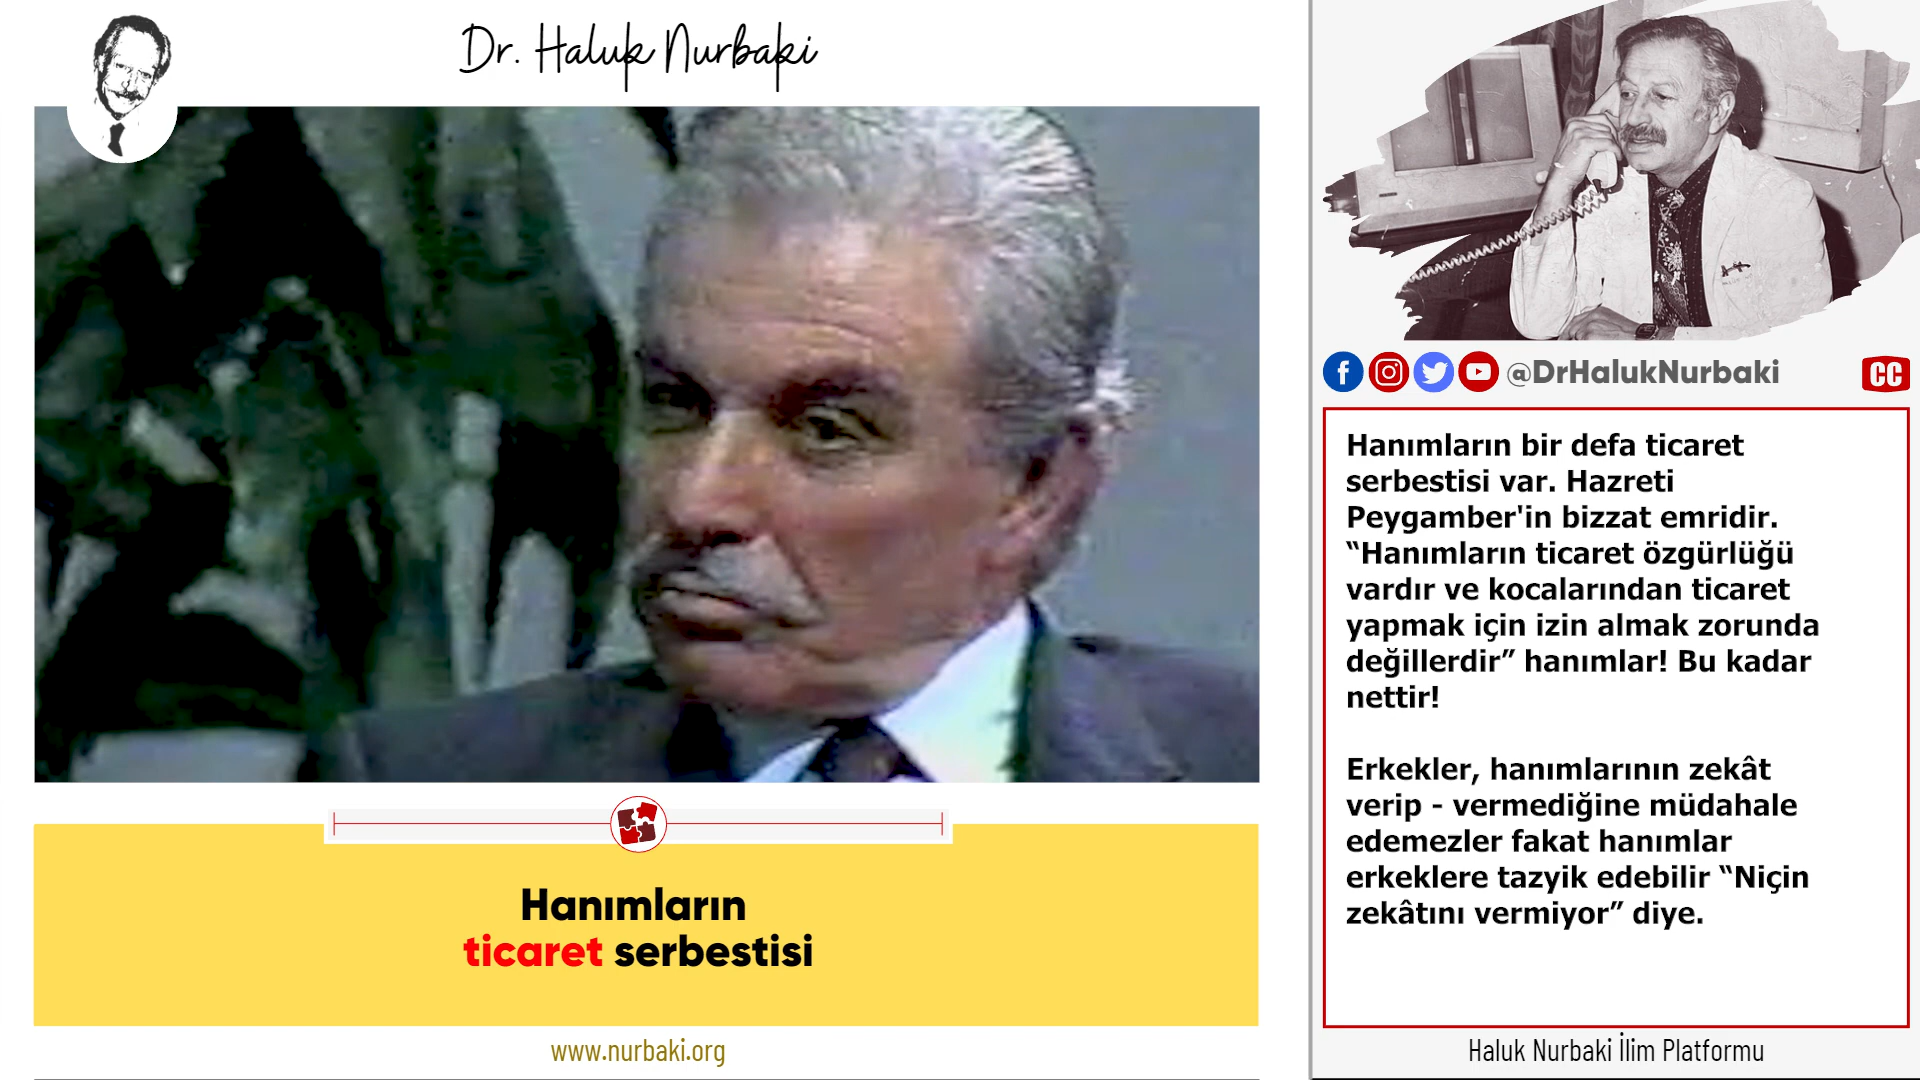 Dr. Haluk Nurbaki
Hanımların
ticaret serbestisi
www.nurbaki.org
@DrHalukNurbaki
CC
Hanımların bir defa ticaret
serbestisi var. Hazreti
Peygamber'in bizzat emridir.
“Hanımların ticaret özgürlüğü
vardır ve kocalarından ticaret
yapmak için izin almak zorunda
değillerdir” hanımlar! Bu kadar
nettir!
Erkekler, hanımlarının zekât
verip - vermediğine müdahale
edemezler fakat hanımlar
erkeklere tazyik edebilir “Niçin
zekâtını vermiyor” diye.
Haluk Nurbaki İlim Platformu